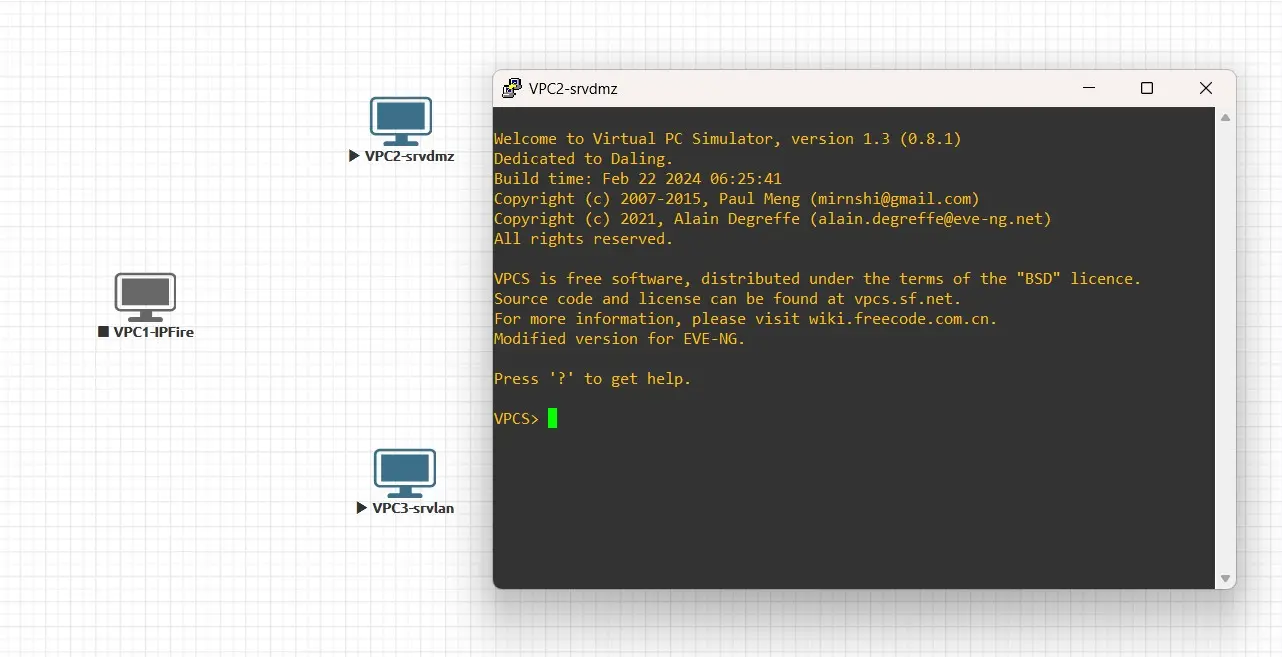 VPC2-srvdmz
VPC1-IPFire
VPC3-srvlan
VPC2-srvdmz
Welcome to Virtual PC Simulator, version 1.3 (0.8.1)
Dedicated to Daling.
Build time: Feb 22 2024 06:25:41
Copyright (c) 2007-2015, Paul Meng (mirnshi@gmail.com)
Copyright (c) 2021, Alain Degreffe (alain.degreffe@eve-ng.net)
All rights reserved.
VPCS is free software, distributed under the terms of the "BSD" licence.
Source code and license can be found at vpcs.sf.net.
For more information, please visit wiki.freecode.com.cn.
Modified version for EVE-NG.
Press '?' to get help.
VPCS>